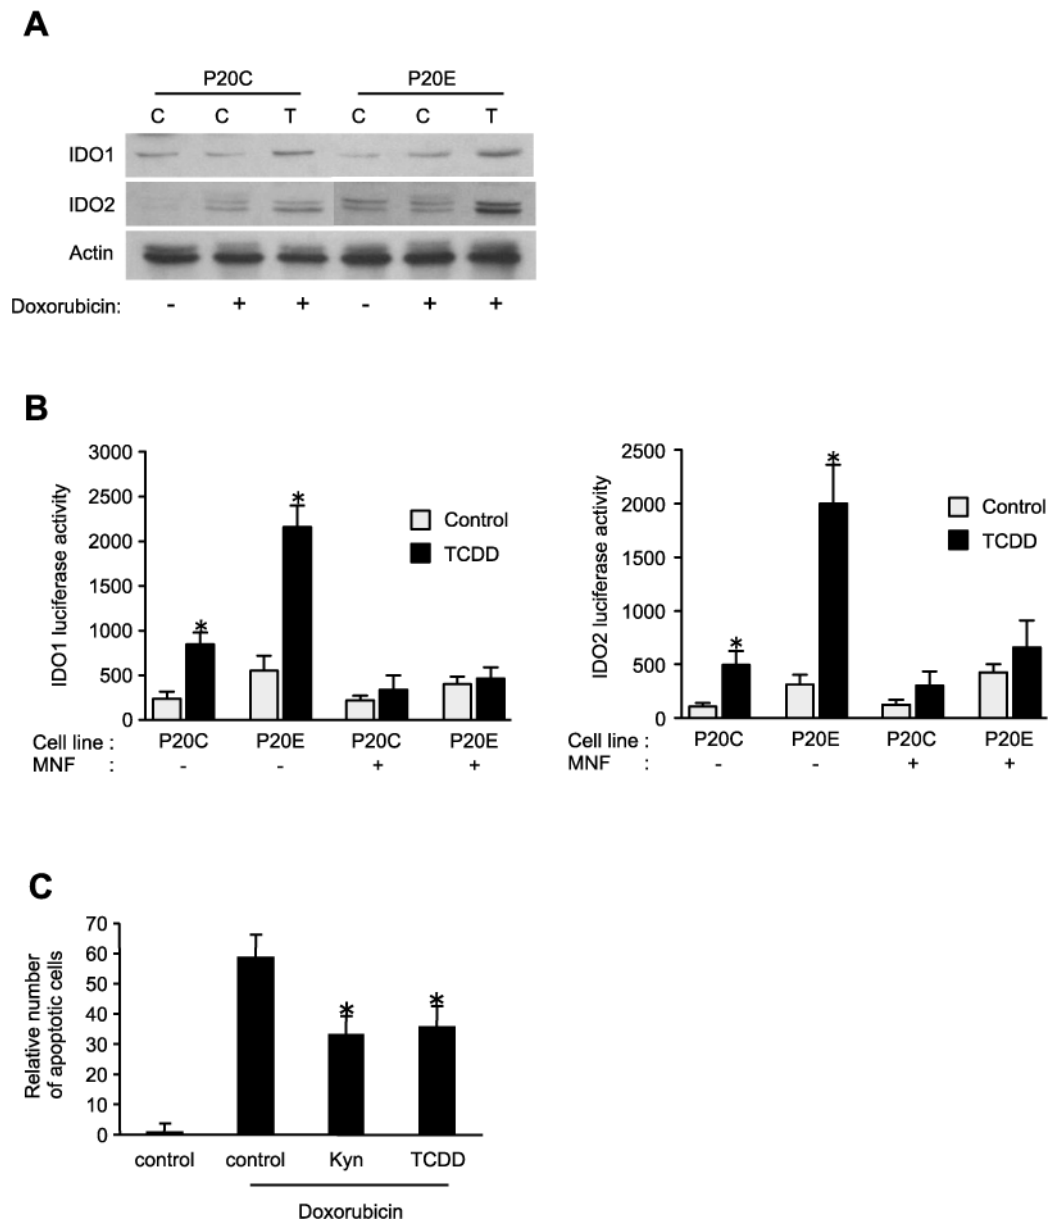 A
P20C P20E
C C T C C T
IDO1
IDO2
Actin
Doxorubicin: - + + - + +
B
3000
2500
2000
1500
1000
500
0
IDO1 luciferase activity
* *
Control
TCDD
Cell line : P20C P20E P20C P20E
MNF : - - + +
2500
2000
1500
1000
500
0
IDO2 luciferase activity
* *
Control
TCDD
Cell line : P20C P20E P20C P20E
MNF : - - + +
C
70
60
50
40
30
20
10
0
Relative number
of apoptotic cells
* *
control control Kyn TCDD
Doxorubicin